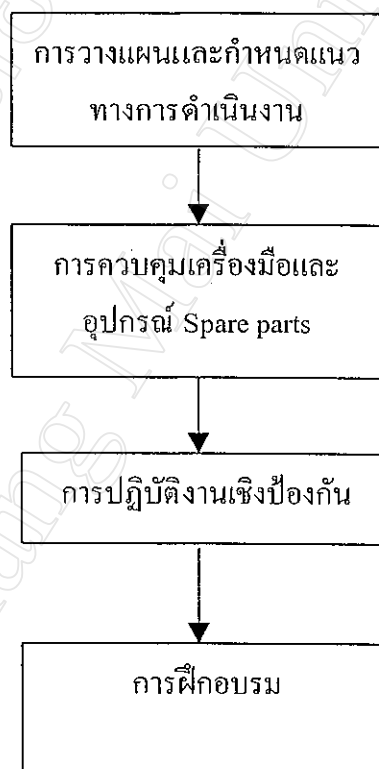 การวางแผนและกำหนดแนว
ทางการดำเนินงาน
การควบคุมเครื่องมือและ
อุปกรณ์ Spare parts
การปฏิบัติงานเชิงป้องกัน
การฝึกอบรม